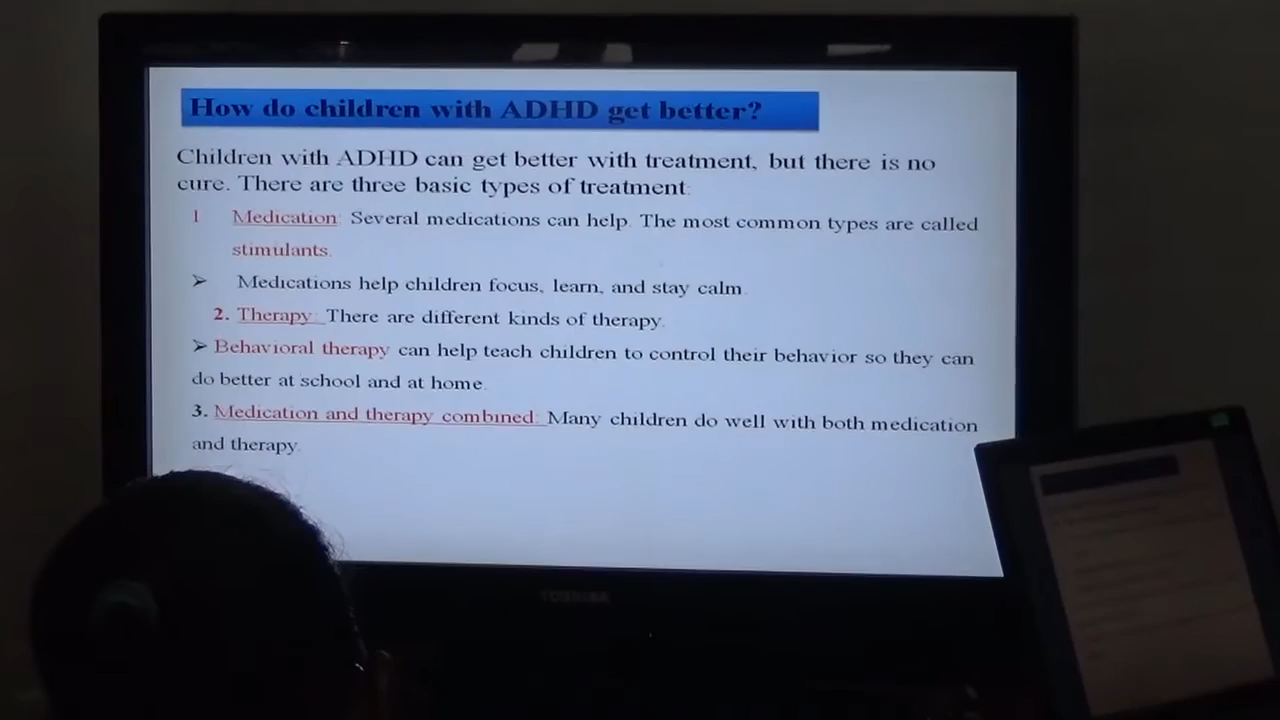 How do children with ADHD get better?
Children with ADHD can get better with treatment, but there is no
cure. There are three basic types of treatment:
1 Medication: Several medications can help. The most common types are called
stimulants.
➢ Medications help children focus, learn, and stay calm.
2. Therapy: There are different kinds of therapy.
➢ Behavioral therapy can help teach children to control their behavior so they can
do better at school and at home.
3. Medication and therapy combined: Many children do well with both medication
and therapy.
TOSHIBA